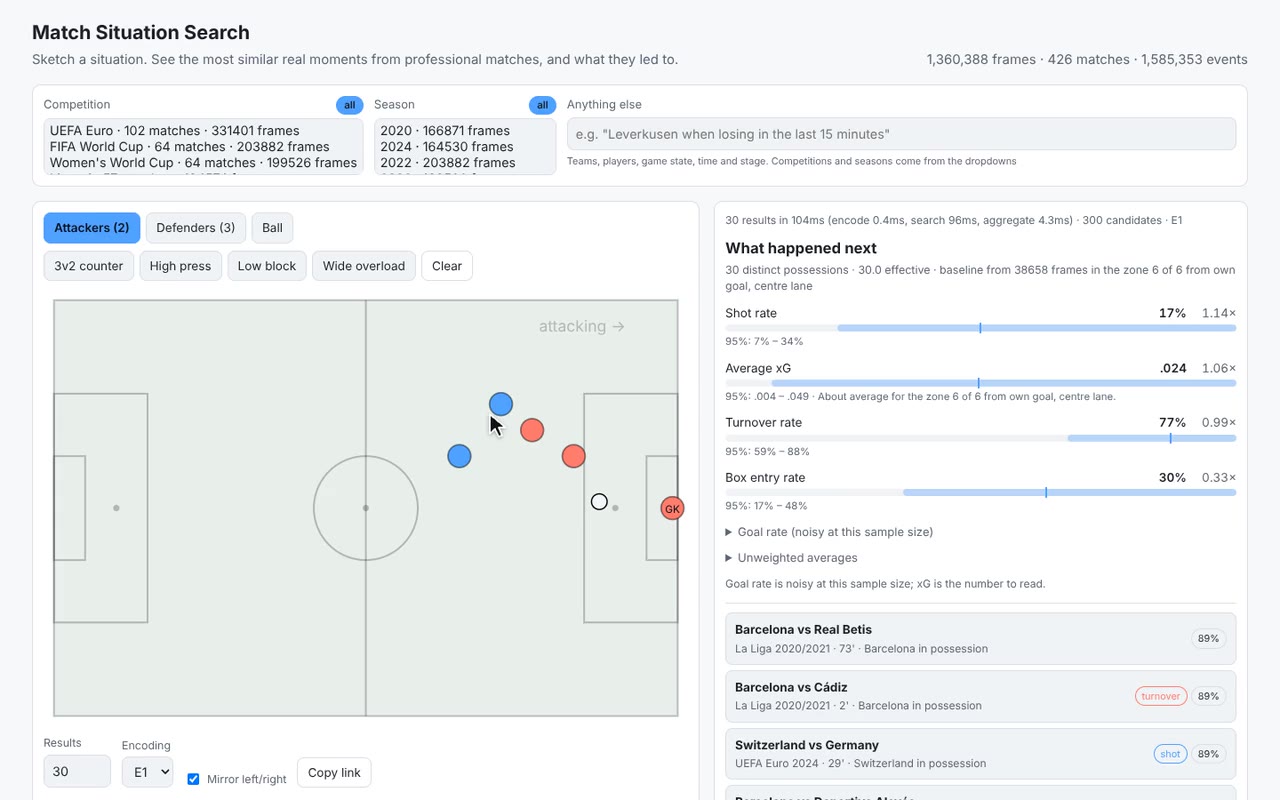 Match Situation Search
Sketch a situation. See the most similar real moments from professional matches, and what they led to.
1,360,388 frames · 426 matches · 1,585,353 events
Competition
all
UEFA Euro · 102 matches · 331401 frames
FIFA World Cup · 64 matches · 203882 frames
Women's World Cup · 64 matches · 199526 frames
Season
all
2020 · 166871 frames
2024 · 164530 frames
2022 · 203882 frames
Anything else
e.g. "Leverkusen when losing in the last 15 minutes"
Teams, players, game state, time and stage. Competitions and seasons come from the dropdowns
Attackers (2)
Defenders (3)
Ball
3v2 counter
High press
Low block
Wide overload
Clear
attacking →
GK
Results
30
Encoding
E1
Mirror left/right
Copy link
30 results in 104ms (encode 0.4ms, search 96ms, aggregate 4.3ms) · 300 candidates · E1
What happened next
30 distinct possessions · 30.0 effective · baseline from 38658 frames in the zone 6 of 6 from own
goal, centre lane
Shot rate 17% 1.14×
95%: 7% – 34%
Average xG .024 1.06×
95%: .004 – .049 · About average for the zone 6 of 6 from own goal, centre lane.
Turnover rate 77% 0.99×
95%: 59% – 88%
Box entry rate 30% 0.33×
95%: 17% – 48%
Goal rate (noisy at this sample size)
Unweighted averages
Goal rate is noisy at this sample size; xG is the number to read.
Barcelona vs Real Betis
La Liga 2020/2021 · 73' · Barcelona in possession
89%
Barcelona vs Cádiz
La Liga 2020/2021 · 2' · Barcelona in possession
turnover 89%
Switzerland vs Germany
UEFA Euro 2024 · 29' · Switzerland in possession
shot 89%